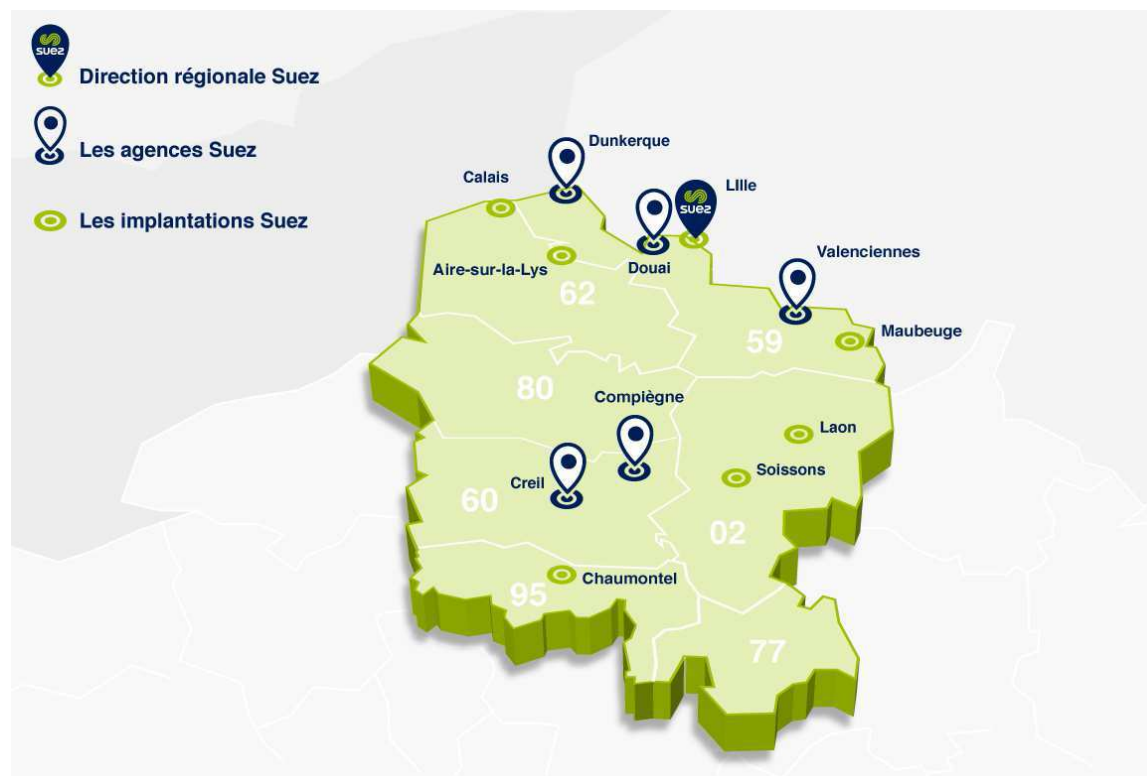 suez
Direction régionale Suez
Les agences Suez
Les implantations Suez
Dunkerque
Calais
LIlle
suez
Aire-sur-la-Lys
Douai
Valenciennes
62
59
Maubeuge
80
Compiègne
Laon
Creil
Soissons
60
02
Chaumontel
95
77